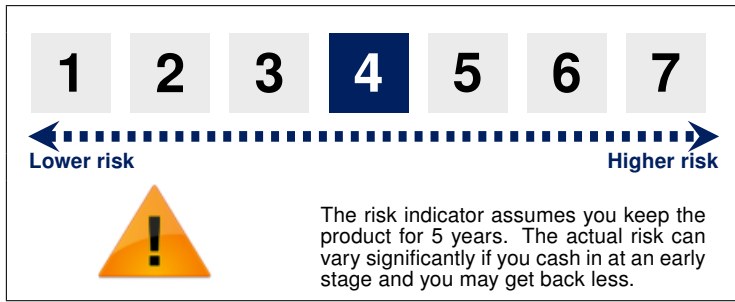 1 2 3 4 5 6 7
Lower risk Higher risk
!
The risk indicator assumes you keep the
product for 5 years. The actual risk can
vary significantly if you cash in at an early
stage and you may get back less.